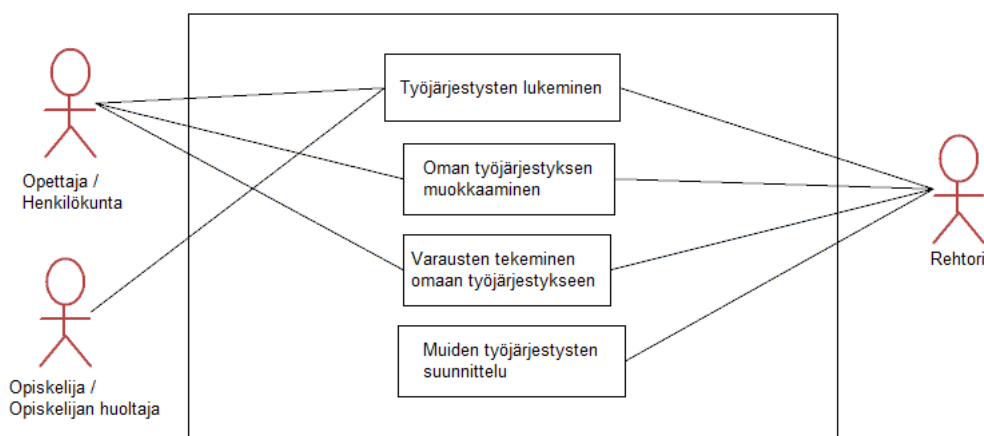 Opettaja /
Henkilökunta
Opiskelija /
Opiskelijan huoltaja
Työjärjestysten lukeminen
Oman työjärjestyksen
muokkaaminen
Varausten tekeminen
omaan työjärjestykseen
Muiden työjärjestysten
suunnittelu
Rehtori